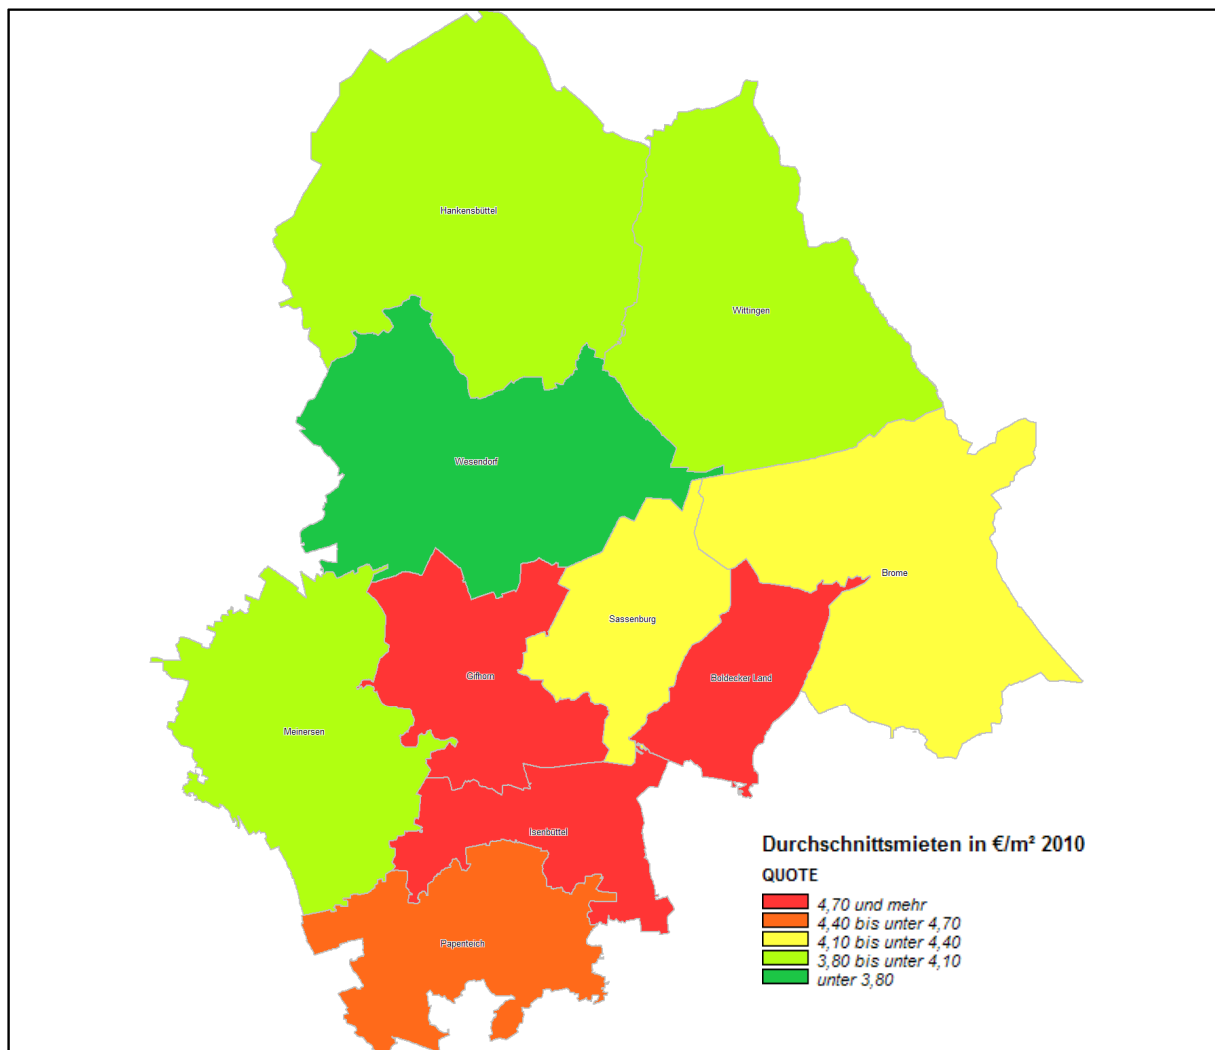 Hankensbüttel
Wittingen
Wesendorf
Brome
Sassenburg
Gifhorn
Boldecker Land
Meinersen
Isenbüttel
Papenteich
Durchschnittsmieten in €/m² 2010
QUOTE
4,70 und mehr
4,40 bis unter 4,70
4,10 bis unter 4,40
3,80 bis unter 4,10
unter 3,80